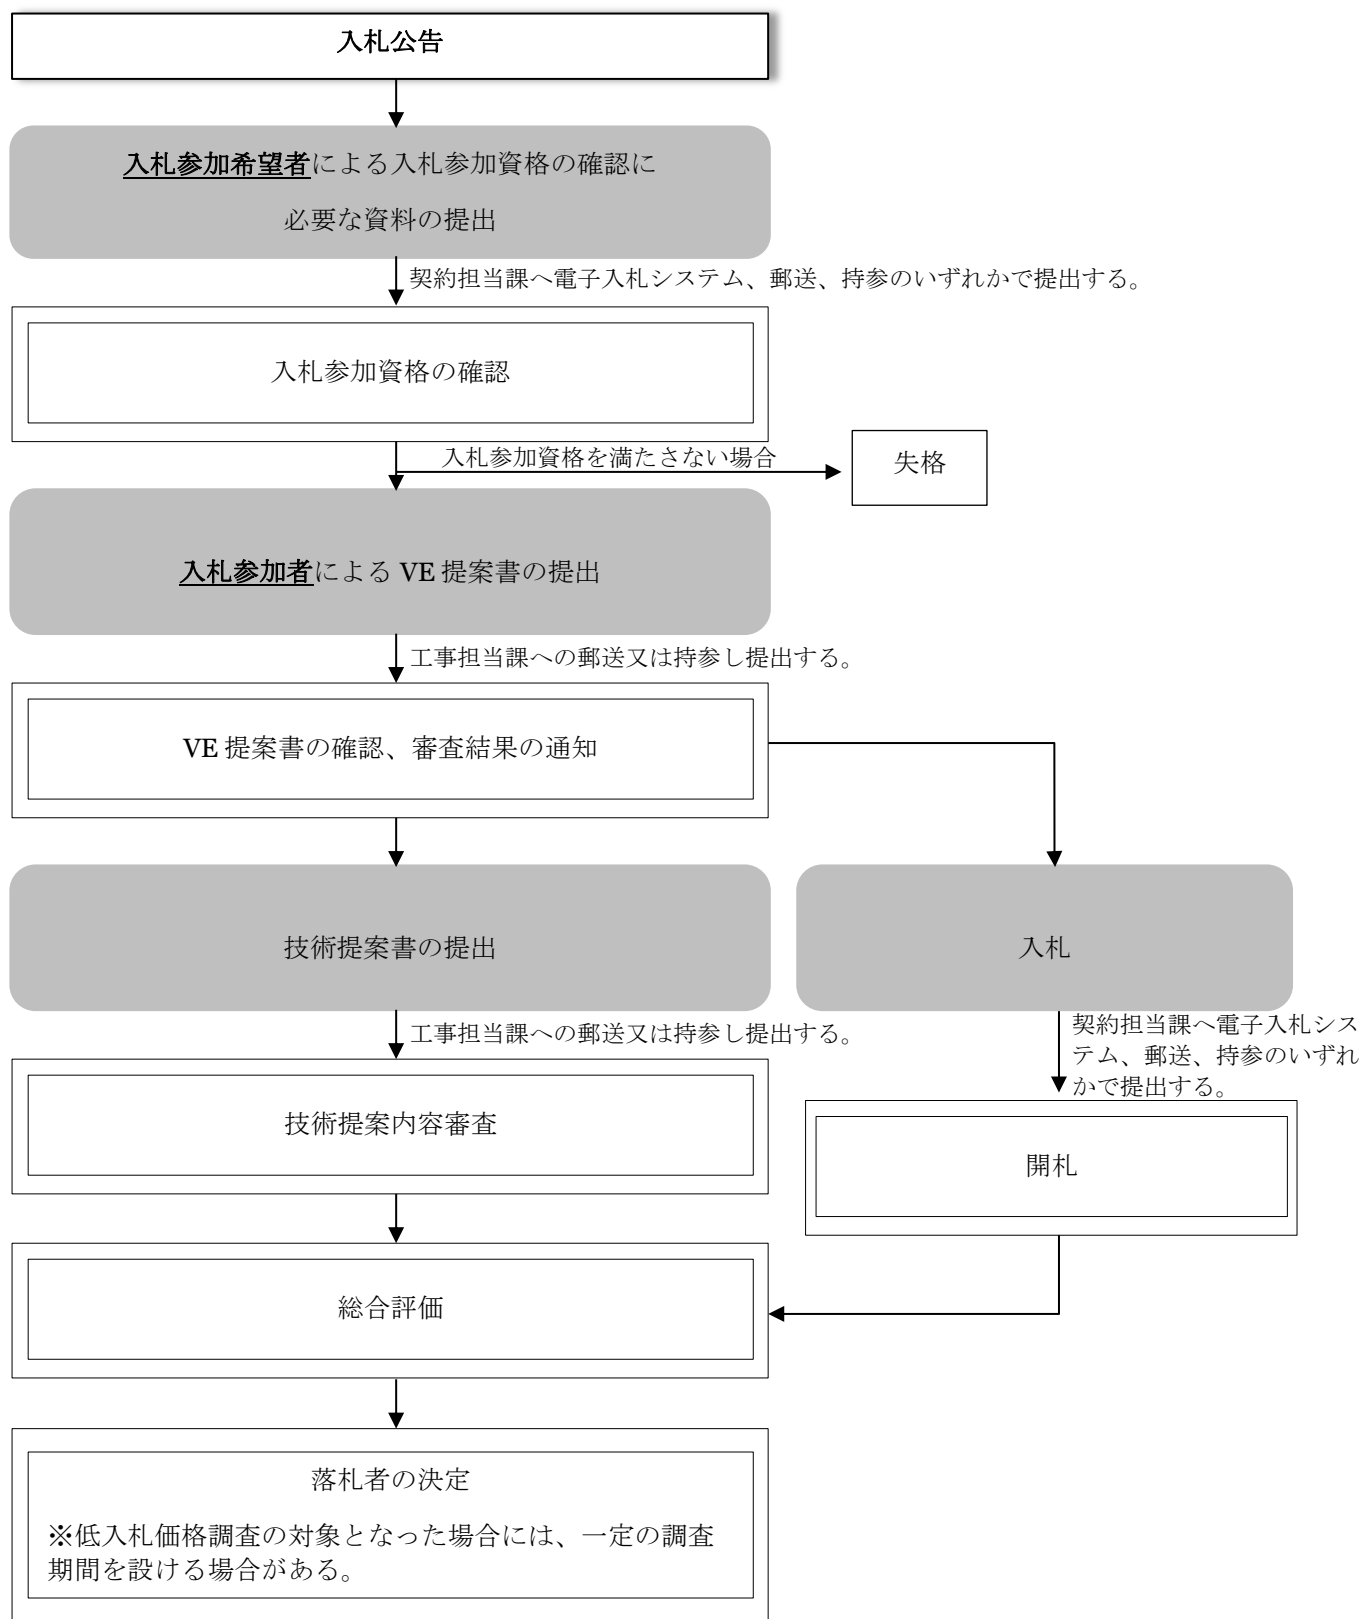 入札公告
入札参加希望者による入札参加資格の確認に
必要な資料の提出
契約担当課へ電子入札システム、郵送、持参のいずれかで提出する。
入札参加資格の確認
入札参加資格を満たさない場合
失格
入札参加者による VE 提案書の提出
工事担当課への郵送又は持参し提出する。
VE 提案書の確認、審査結果の通知
技術提案書の提出
入札
工事担当課への郵送又は持参し提出する。
契約担当課へ電子入札シス
テム、郵送、持参のいずれ
かで提出する。
技術提案内容審査
開札
総合評価
落札者の決定
※低入札価格調査の対象となった場合には、一定の調査
期間を設ける場合がある。